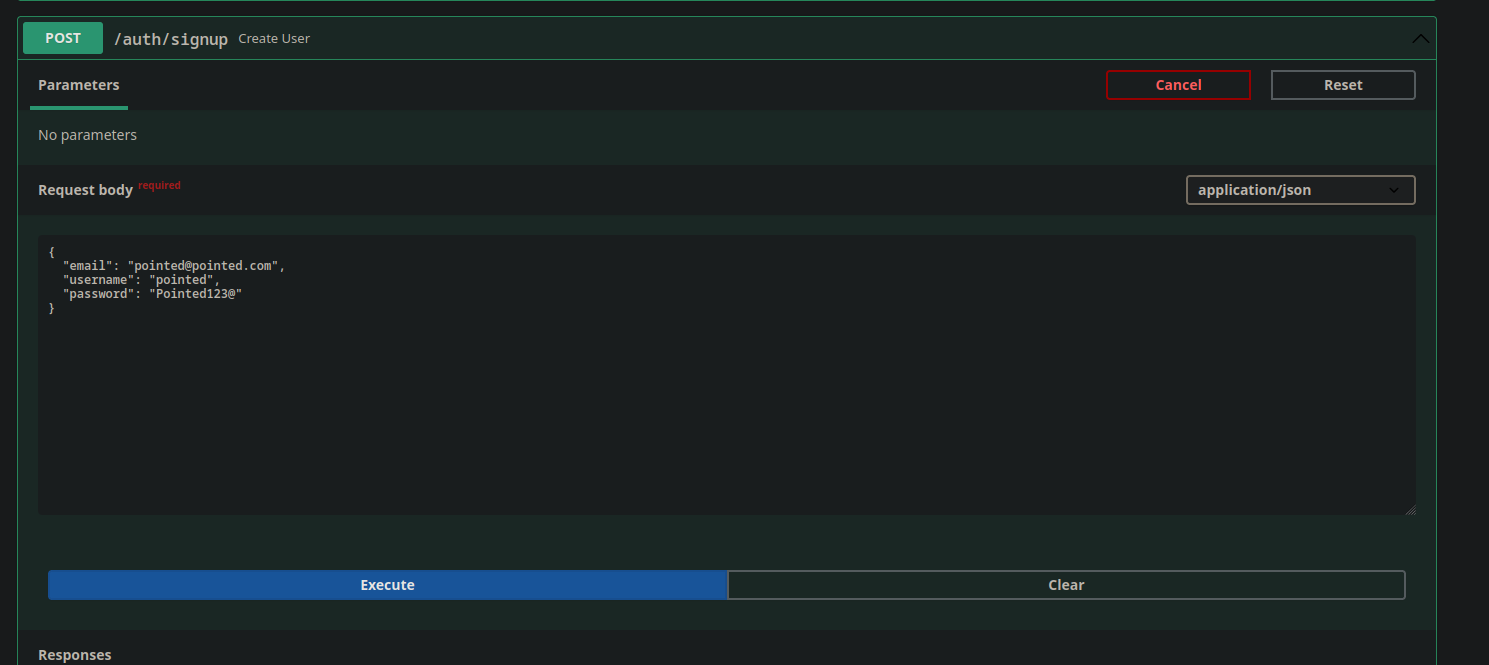 POST /auth/signup Create User
Parameters
Cancel
Reset
No parameters
Request body required
application/json
{
  "email": "pointed@pointed.com",
  "username": "pointed",
  "password": "Pointed123@"
}
Execute
Clear
Responses